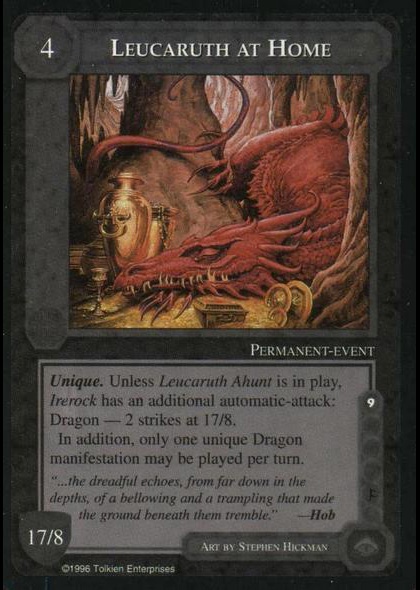 4
LEUCARUTH AT HOME
PERMANENT-EVENT
Unique. Unless Leucaruth Ahunt is in play,
Irerock has an additional automatic-attack:
Dragon — 2 strikes at 17/8.
In addition, only one unique Dragon
manifestation may be played per turn.
"...the dreadful echoes, from far down in the
depths, of a bellowing and a trampling that made
the ground beneath them tremble." —Hob
9
17/8
ART BY STEPHEN HICKMAN
©1996 Tolkien Enterprises